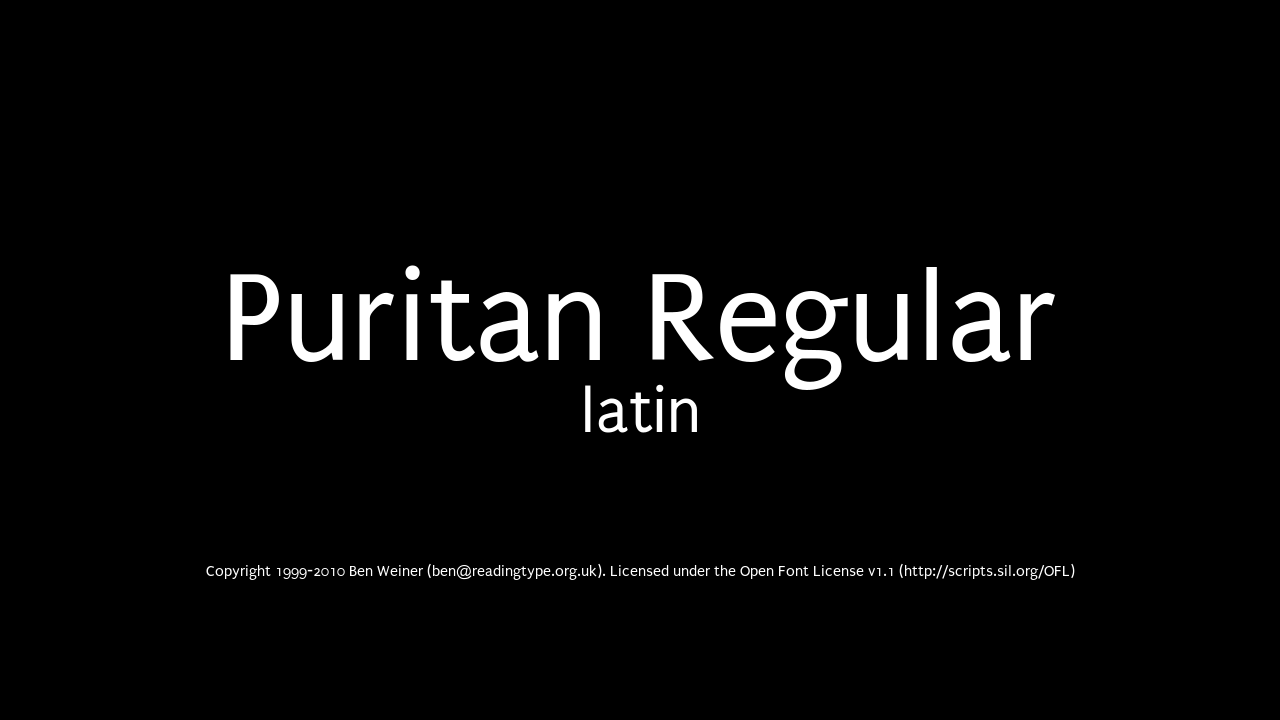 Puritan Regular
latin
Copyright 1999-2010 Ben Weiner (ben@readingtype.org.uk). Licensed under the Open Font License v1.1 (http://scripts.sil.org/OFL)